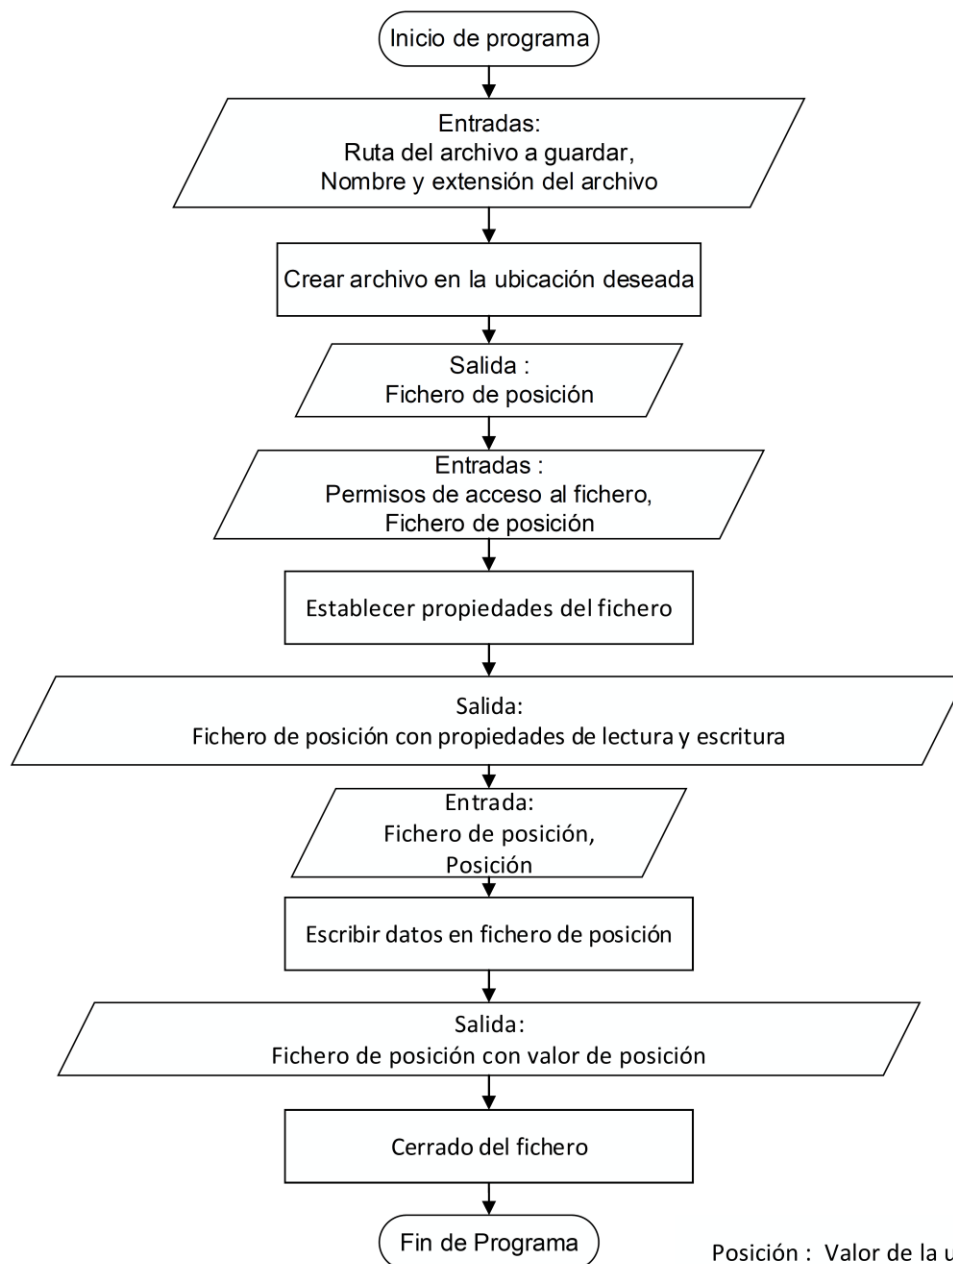 Inicio de programa
Entradas:
Ruta del archivo a guardar,
Nombre y extensión del archivo
Crear archivo en la ubicación deseada
Salida :
Fichero de posición
Entradas :
Permisos de acceso al fichero,
Fichero de posición
Establecer propiedades del fichero
Salida:
Fichero de posición con propiedades de lectura y escritura
Entrada:
Fichero de posición,
Posición
Escribir datos en fichero de posición
Salida:
Fichero de posición con valor de posición
Cerrado del fichero
Fin de Programa
Posición : Valor de la